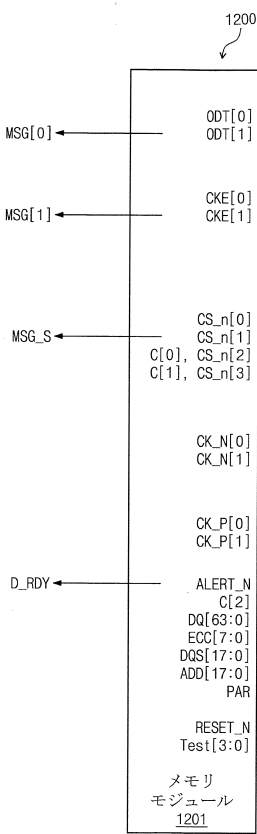 1200
ODT[0]
MSG[0] ODT[1]
CKE[0]
MSG[1] CKE[1]
CS_n[0]
MSG_S CS_n[1]
C[0], CS_n[2]
C[1], CS_n[3]
CK_N[0]
CK_N[1]
CK_P[0]
CK_P[1]
D_RDY ALERT_N
C[2]
DQ[63:0]
ECC[7:0]
DQS[17:0]
ADD[17:0]
PAR
RESET_N
Test[3:0]
メモリ
モジュール
1201